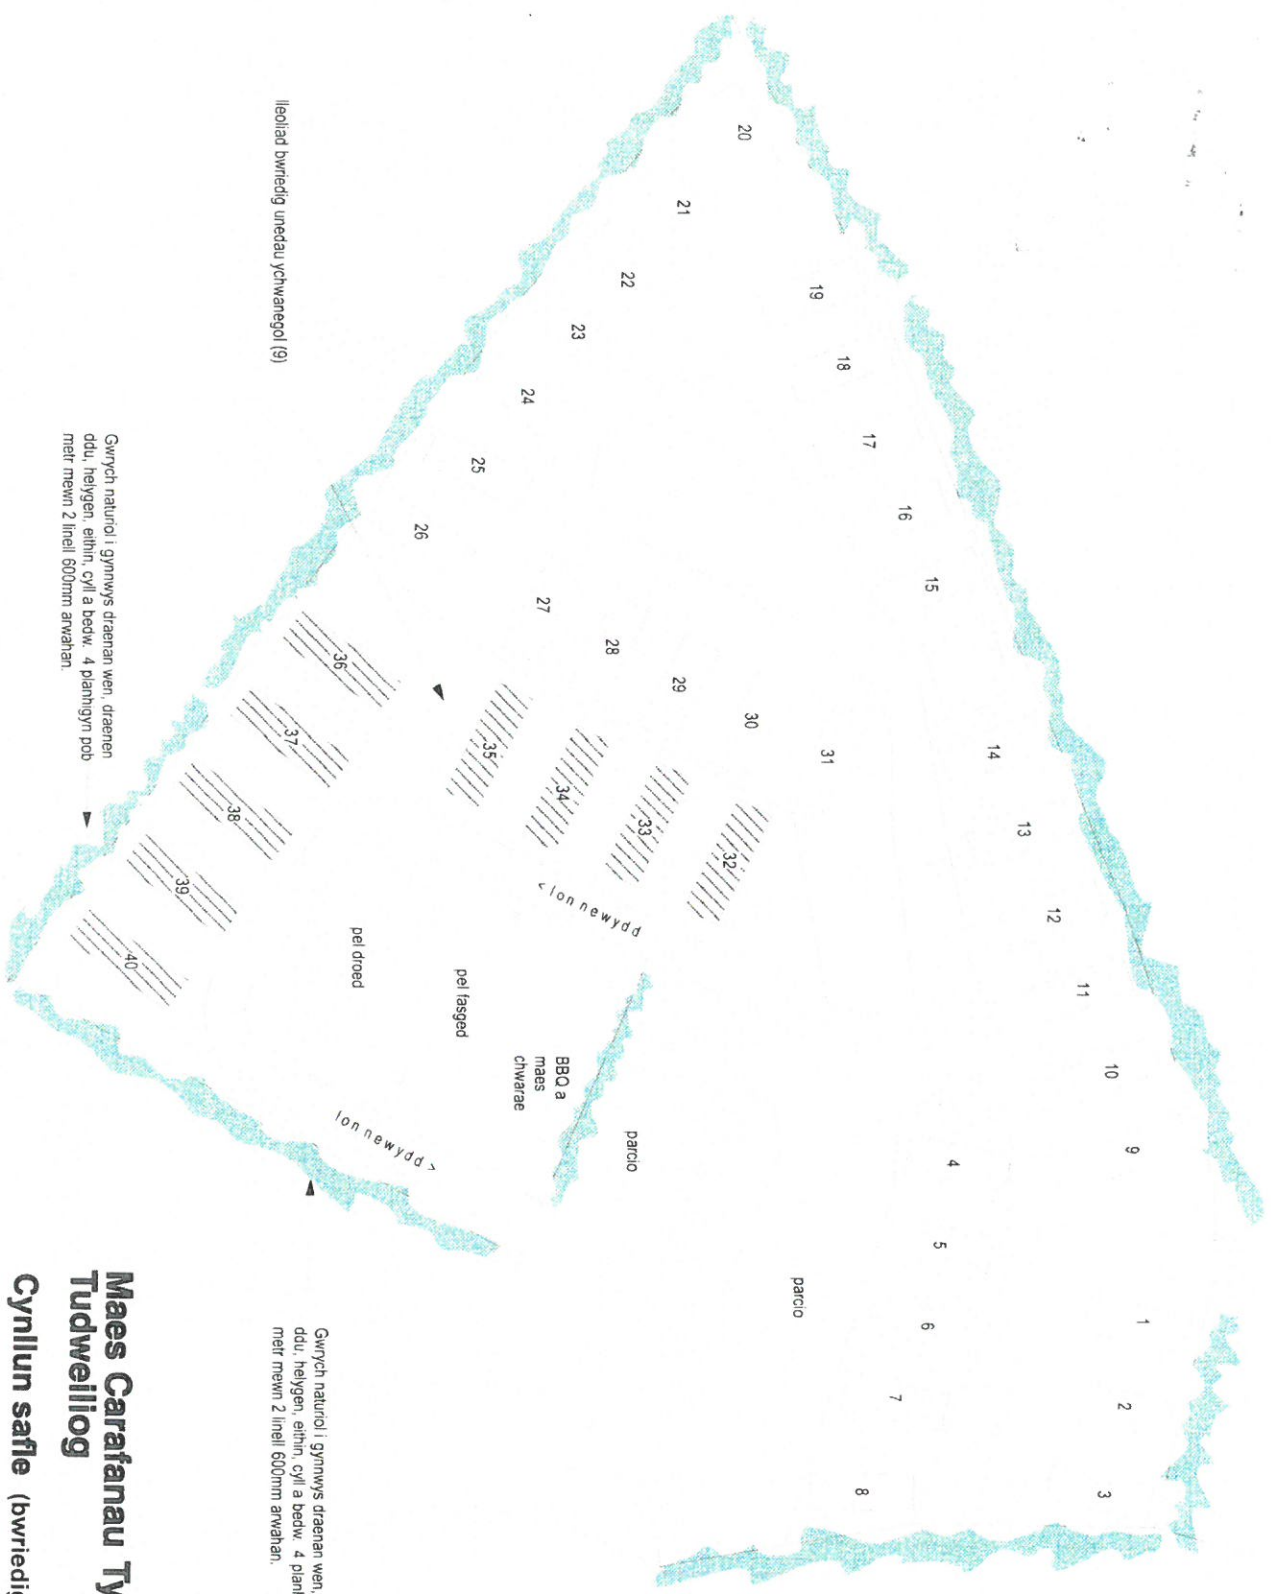 20
21
22
23
24
25
26
27
28
29
30
31
19
18
17
16
15
14
13
12
11
10
9
4
5
6
7
8
1
2
3
36
37
38
39
40
35
34
33
32
lleoliad bwriedig unedau ychwanegol (9)
Gwrych naturiol i gynnwys draenan wen, draenen
ddu, helygen, eithin, cyll a bedw. 4 planhigyn pob
metr mewn 2 linell 600mm arwahan.
< lon newydd
pel droed
pel fasged
BBQ a
maes
chwarae
parcio
lon newydd >
parcio
Gwrych naturiol i gynnwys draenan wen,
ddu, helygen, eithin, cyll a bedw. 4
metr mewn 2 linell 600mm arwahan.
Maes Carafanau
Tudweiliog
Cynllun safle